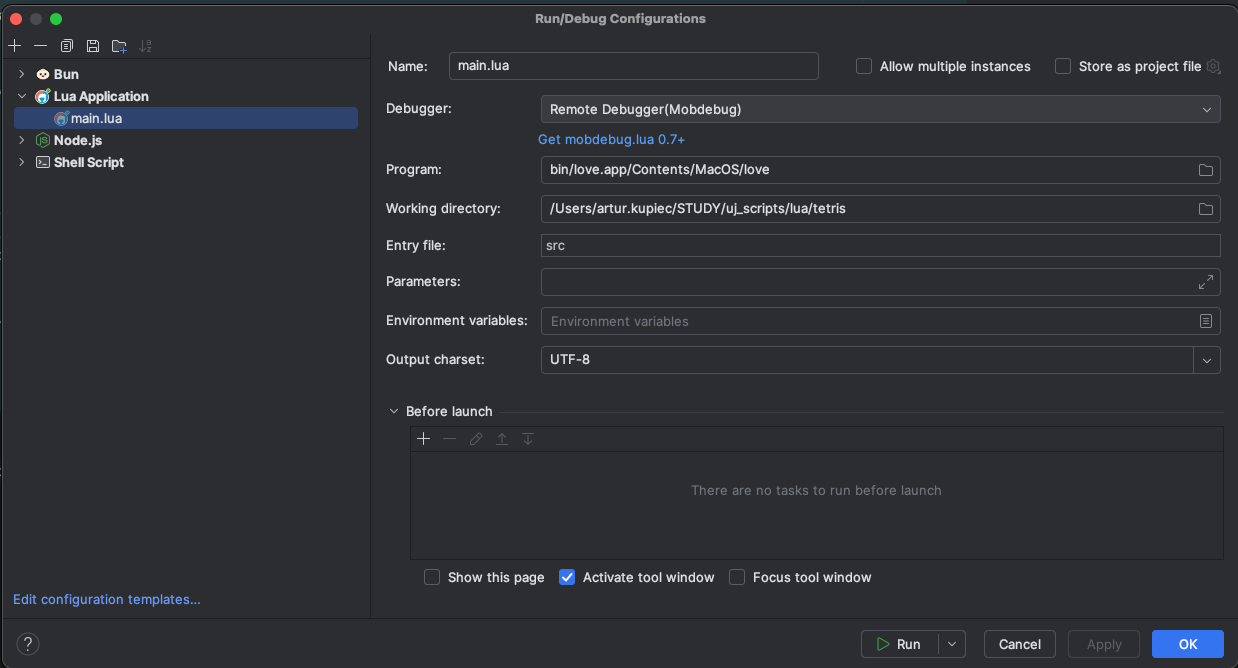 Run/Debug Configurations
Bun
Lua Application
main.lua
Node.js
Shell Script
Edit configuration templates...
Name: main.lua Allow multiple instances Store as project file
Debugger: Remote Debugger(Mobdebug)
Get mobdebug.lua 0.7+
Program: bin/love.app/Contents/MacOS/love
Working directory: /Users/artur.kupiec/STUDY/uj_scripts/lua/tetris
Entry file: src
Parameters:
Environment variables: Environment variables
Output charset: UTF-8
Before launch
There are no tasks to run before launch
Show this page Activate tool window Focus tool window
? Run Cancel Apply OK